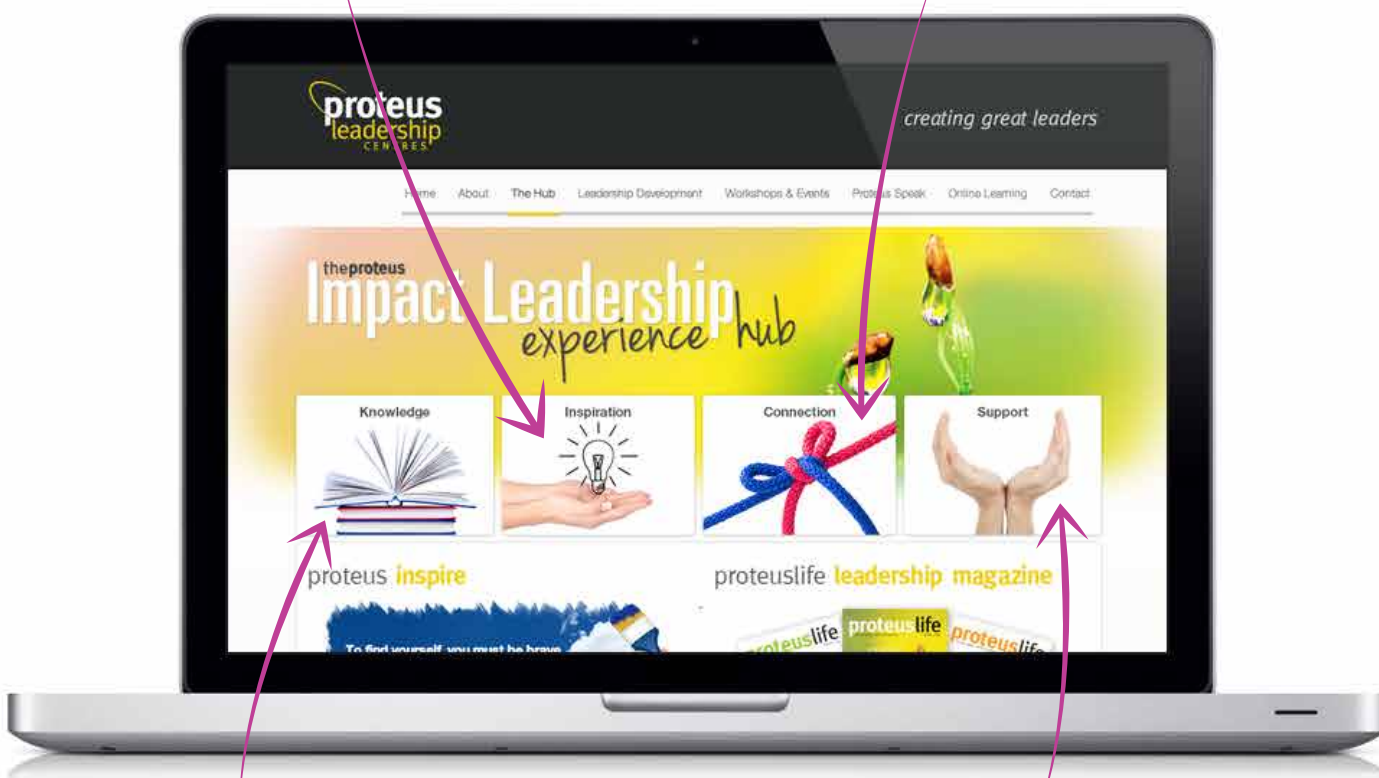 proteus
leadership
CENTRES
creating great leaders
Home About The Hub Leadership Development Workshops & Events Proteus Speak Online Learning Contact
theproteus
Impact Leadership
experience hub
Knowledge
Inspiration
Connection
Support
proteus inspire
proteuslife leadership magazine
To find yourself, you must be brave
proteuslife
proteuslife
proteuslife